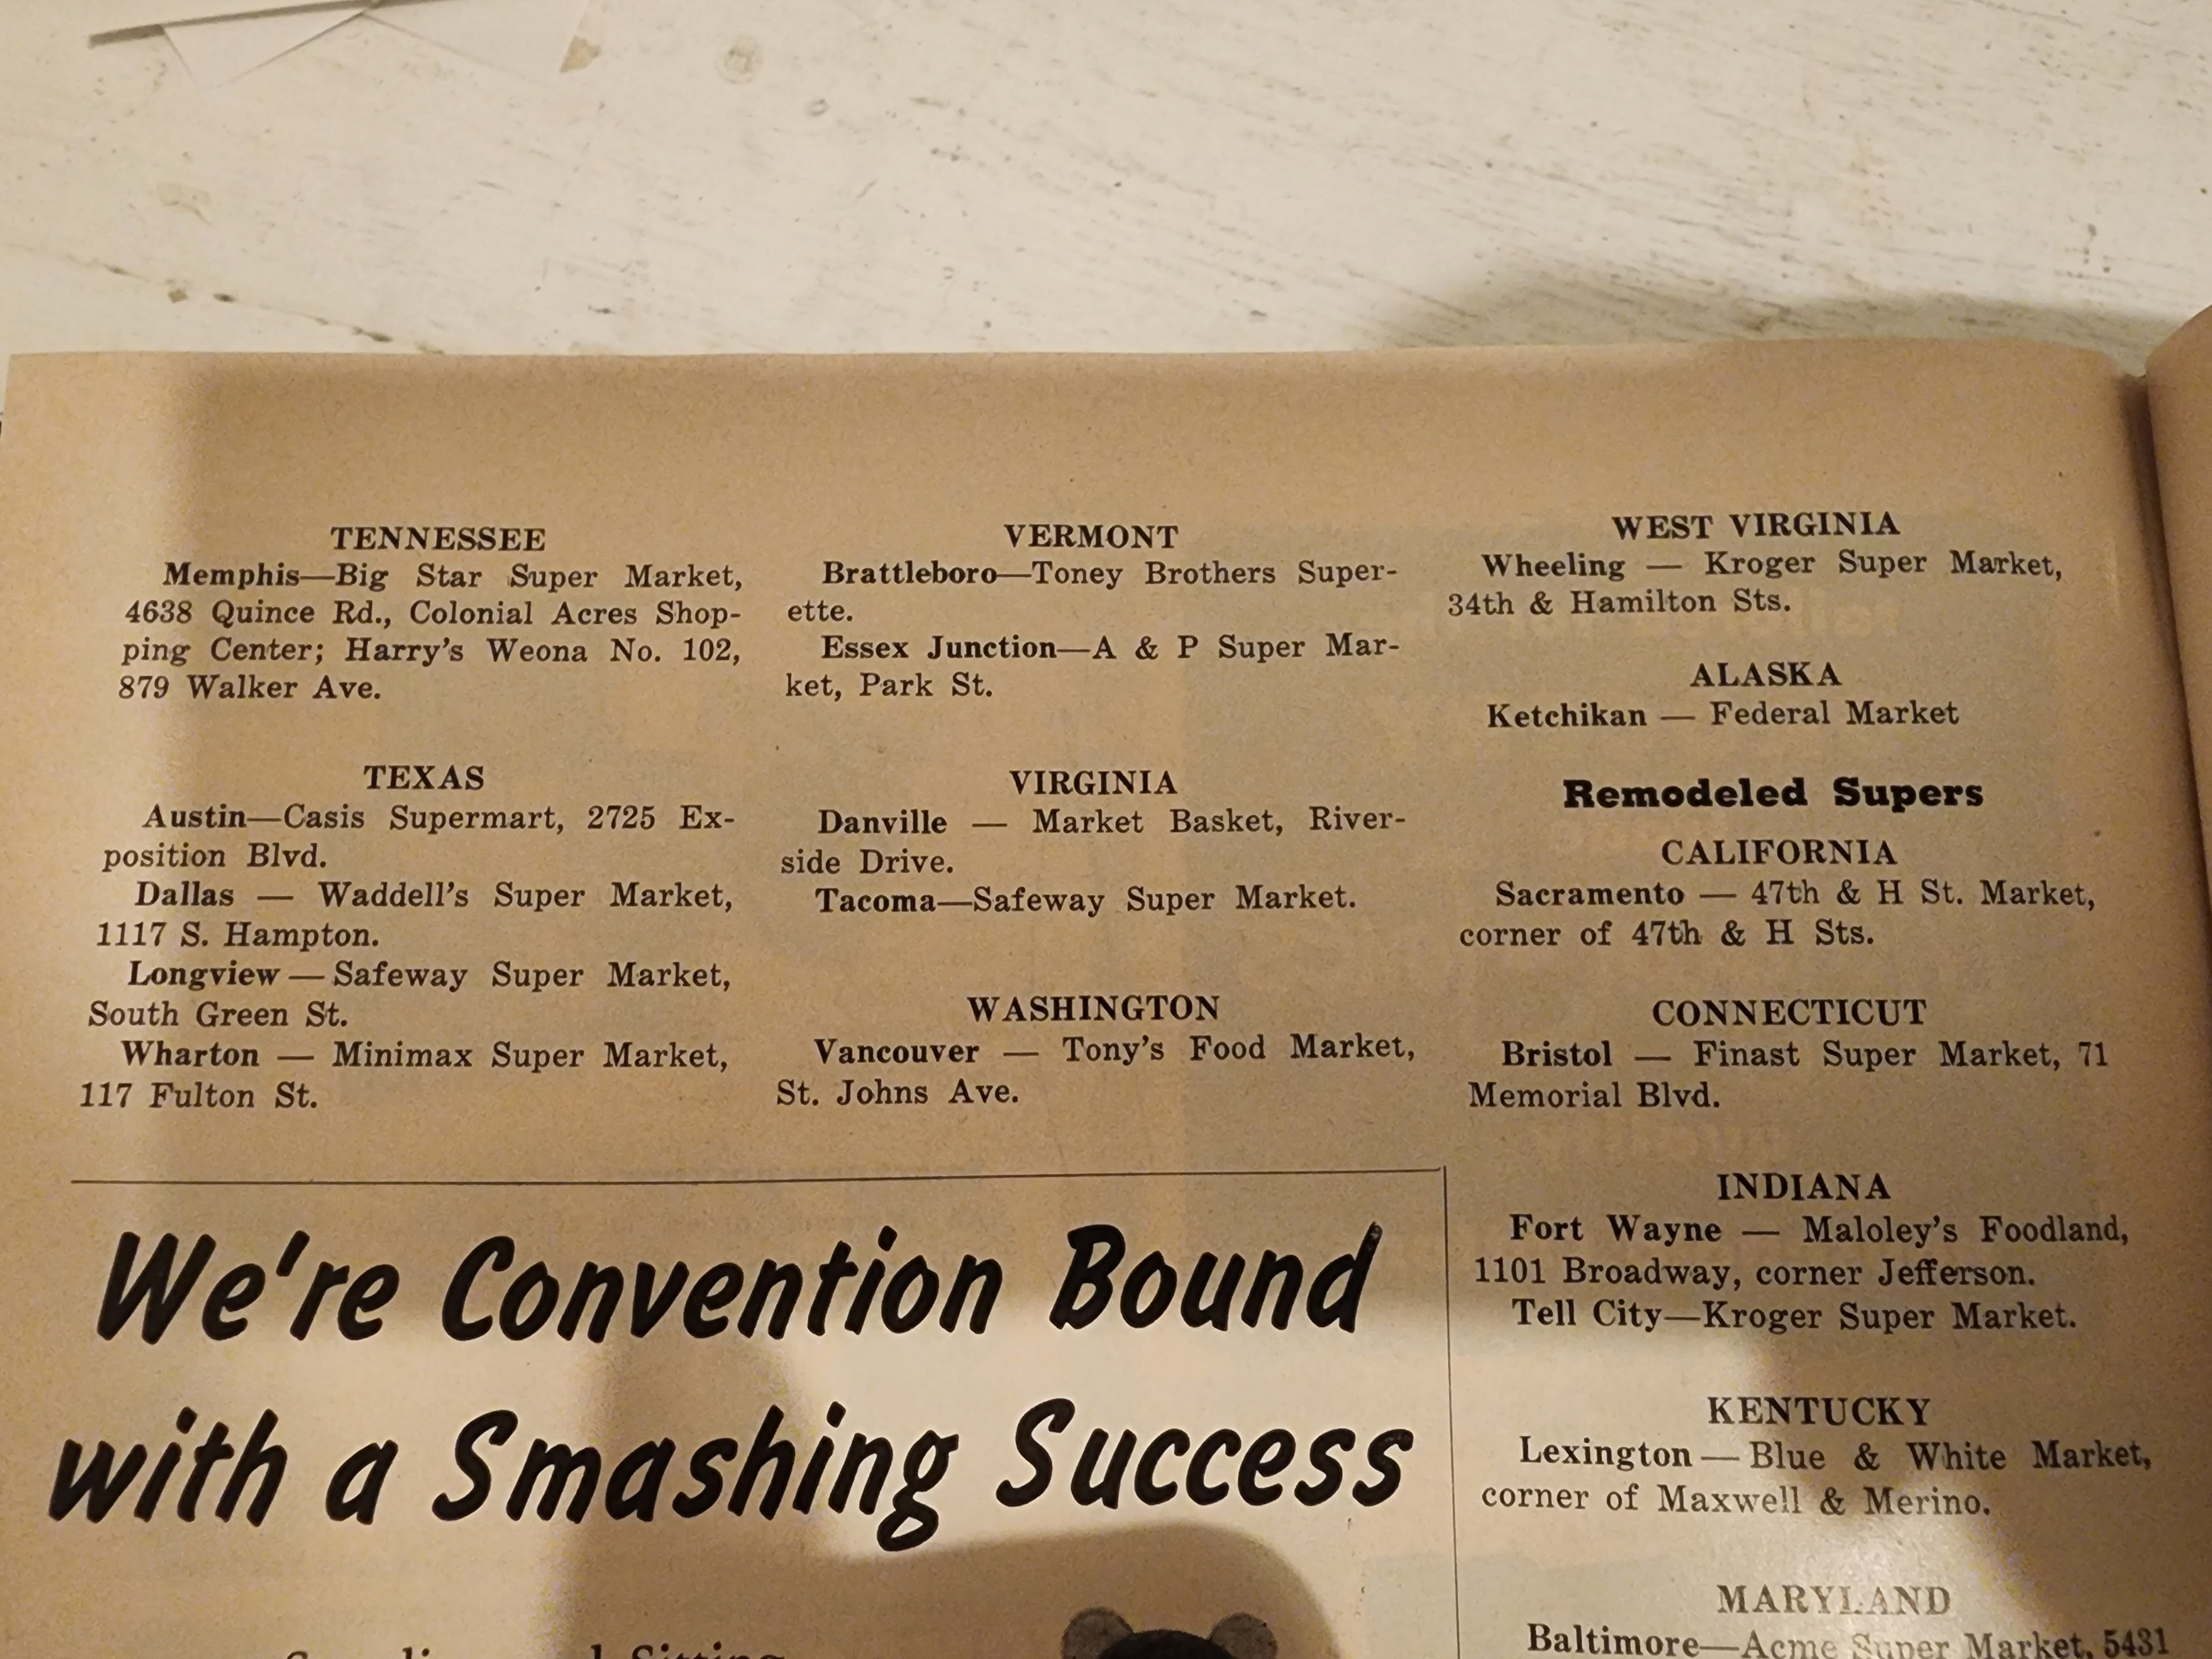 TENNESSEE
Memphis—Big Star Super Market,
4638 Quince Rd., Colonial Acres Shop-
ping Center; Harry's Weona No. 102,
879 Walker Ave.
TEXAS
Austin—Casis Supermart, 2725 Ex-
position Blvd.
Dallas — Waddell's Super Market,
1117 S. Hampton.
Longview — Safeway Super Market,
South Green St.
Wharton — Minimax Super Market,
117 Fulton St.
VERMONT
Brattleboro—Toney Brothers Super-
ette.
Essex Junction—A & P Super Mar-
ket, Park St.
VIRGINIA
Danville — Market Basket, River-
side Drive.
Tacoma—Safeway Super Market.
WASHINGTON
Vancouver — Tony's Food Market,
St. Johns Ave.
WEST VIRGINIA
Wheeling — Kroger Super Market,
34th & Hamilton Sts.
ALASKA
Ketchikan — Federal Market
Remodeled Supers
CALIFORNIA
Sacramento — 47th & H St. Market,
corner of 47th & H Sts.
CONNECTICUT
Bristol — Finast Super Market, 71
Memorial Blvd.
INDIANA
Fort Wayne — Maloley's Foodland,
1101 Broadway, corner Jefferson.
Tell City—Kroger Super Market.
KENTUCKY
Lexington — Blue & White Market,
corner of Maxwell & Merino.
MARYLAND
Baltimore—Acme Super Market, 5431
We're Convention Bound
with a Smashing Success